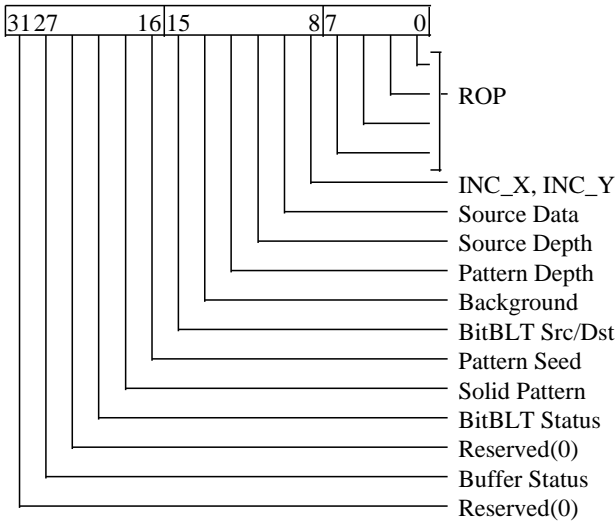 31 27 16 15 8 7 0
ROP
INC_X, INC_Y
Source Data
Source Depth
Pattern Depth
Background
BitBLT Src/Dst
Pattern Seed
Solid Pattern
BitBLT Status
Reserved(0)
Buffer Status
Reserved(0)